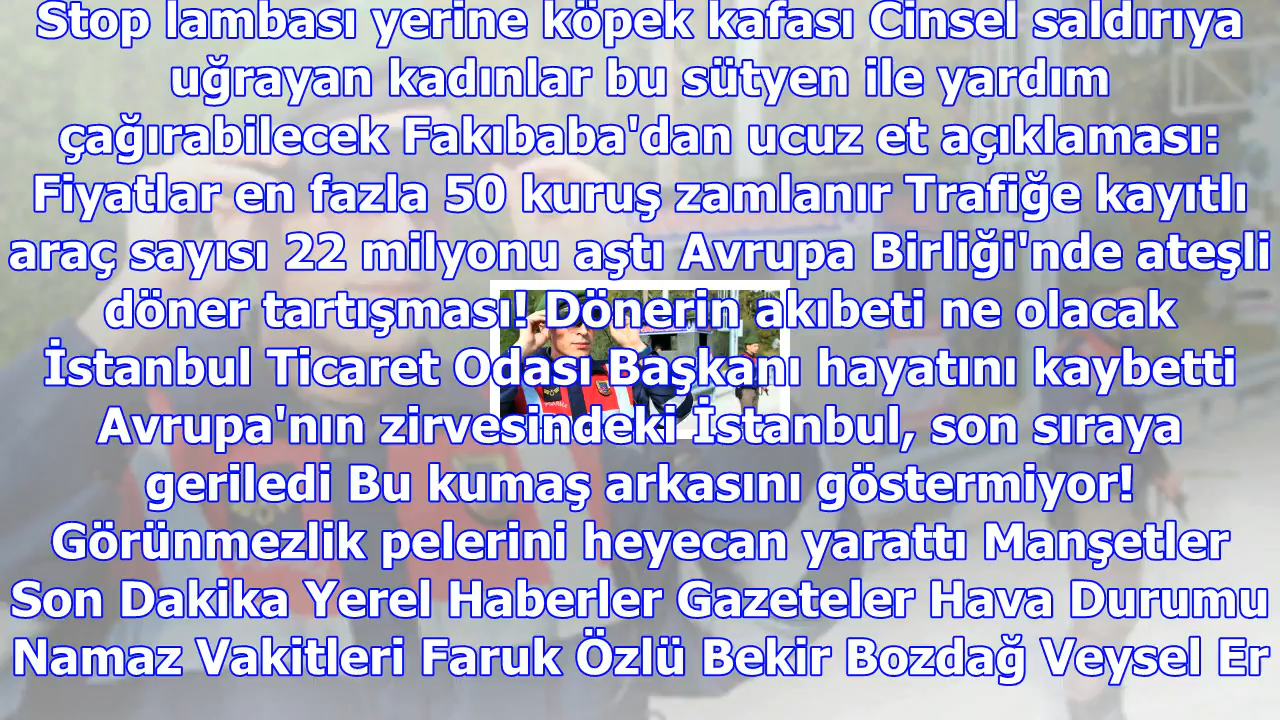 Stop lambası yerine köpek kafası Cinsel saldırıya
uğrayan kadınlar bu sütyen ile yardım
çağırabilecek Fakıbaba'dan ucuz et açıklaması:
Fiyatlar en fazla 50 kuruş zamlanır Trafiğe kayıtlı
araç sayısı 22 milyonu aştı Avrupa Birliği'nde ateşli
döner tartışması! Dönerin akıbeti ne olacak
İstanbul Ticaret Odası Başkanı hayatını kaybetti
Avrupa'nın zirvesindeki İstanbul, son sıraya
geriledi Bu kumaş arkasını göstermiyor!
Görünmezlik pelerini heyecan yarattı Manşetler
Son Dakika Yerel Haberler Gazeteler Hava Durumu
Namaz Vakitleri Faruk Özlü Bekir Bozdağ Veysel Er